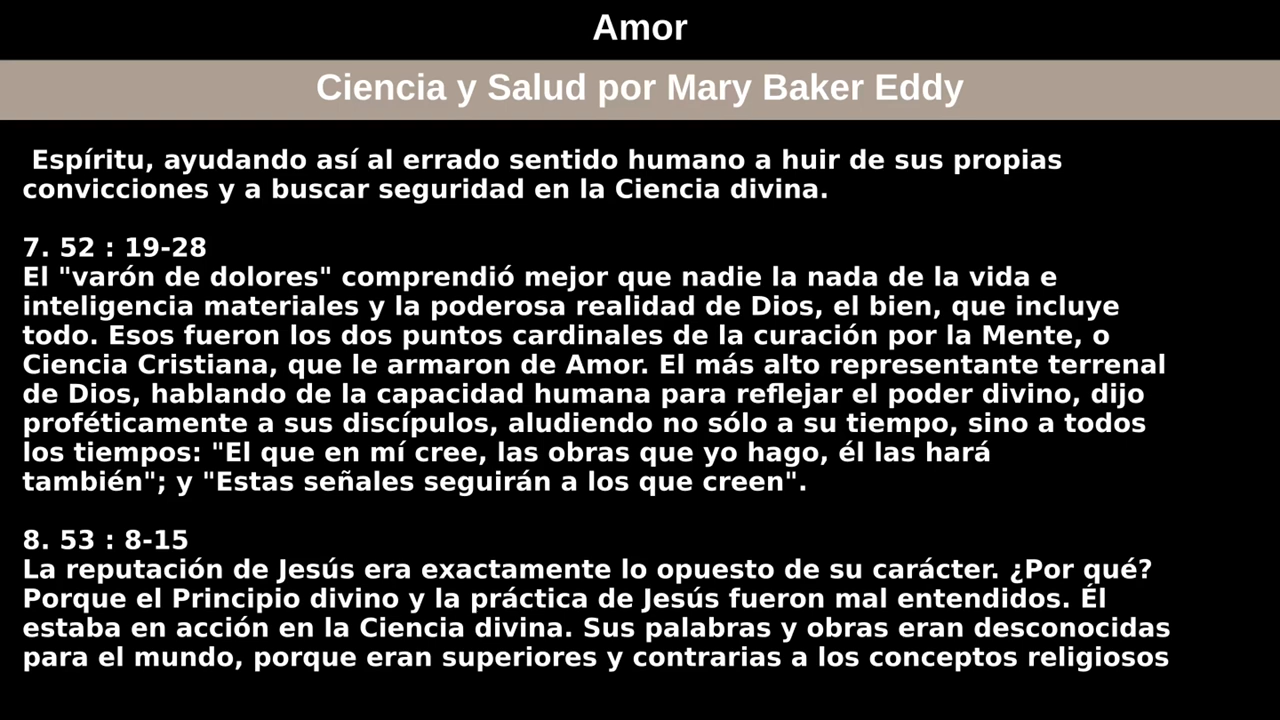 Amor
Ciencia y Salud por Mary Baker Eddy
Espíritu, ayudando así al errado sentido humano a huir de sus propias
convicciones y a buscar seguridad en la Ciencia divina.
7. 52 : 19-28
El "varón de dolores" comprendió mejor que nadie la nada de la vida e
inteligencia materiales y la poderosa realidad de Dios, el bien, que incluye
todo. Esos fueron los dos puntos cardinales de la curación por la Mente, o
Ciencia Cristiana, que le armaron de Amor. El más alto representante terrenal
de Dios, hablando de la capacidad humana para reflejar el poder divino, dijo
proféticamente a sus discípulos, aludiendo no sólo a su tiempo, sino a todos
los tiempos: "El que en mí cree, las obras que yo hago, él las hará
también"; y "Estas señales seguirán a los que creen".
8. 53 : 8-15
La reputación de Jesús era exactamente lo opuesto de su carácter. ¿Por qué?
Porque el Principio divino y la práctica de Jesús fueron mal entendidos. Él
estaba en acción en la Ciencia divina. Sus palabras y obras eran desconocidas
para el mundo, porque eran superiores y contrarias a los conceptos religiosos